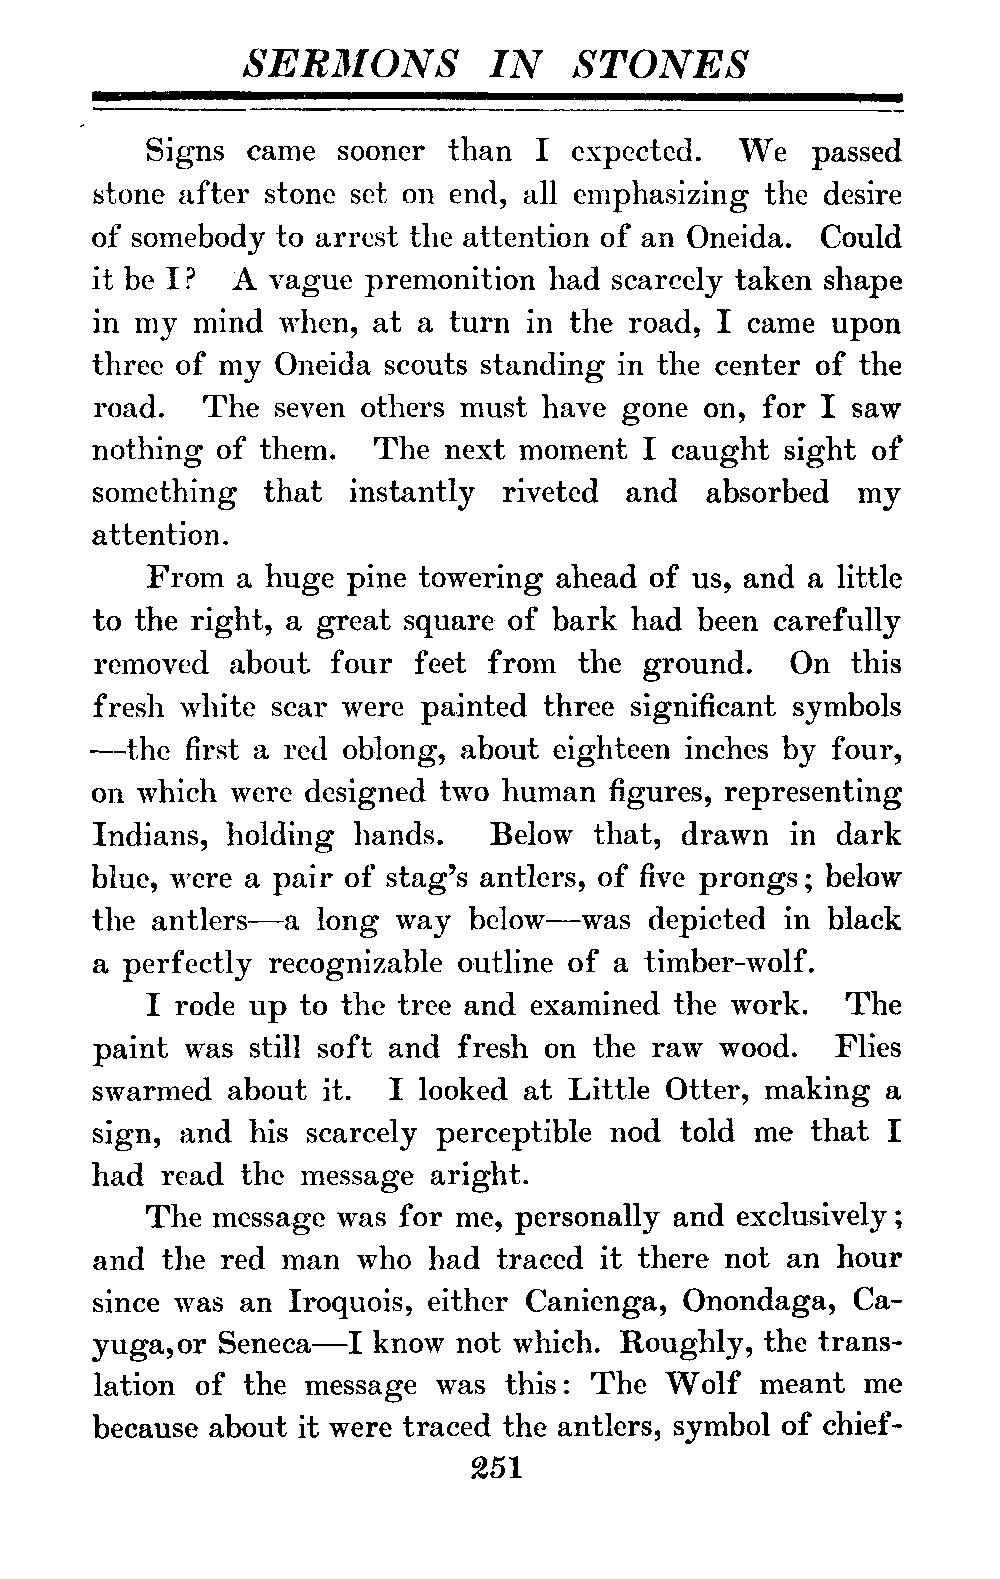 SERMONS IN STONES
Signs came sooner than I expected. We passed
stone after stone set on end, all emphasizing the desire
of somebody to arrest the attention of an Oneida. Could
it be I? A vague premonition had scarcely taken shape
in my mind when, at a turn in the road, I came upon
three of my Oneida scouts standing in the center of the
road. The seven others must have gone on, for I saw
nothing of them. The next moment I caught sight of
something that instantly riveted and absorbed my
attention.
From a huge pine towering ahead of us, and a little
to the right, a great square of bark had been carefully
removed about four feet from the ground. On this
fresh white scar were painted three significant symbols
—the first a red oblong, about eighteen inches by four,
on which were designed two human figures, representing
Indians, holding hands. Below that, drawn in dark
blue, were a pair of stag's antlers, of five prongs; below
the antlers—a long way below—was depicted in black
a perfectly recognizable outline of a timber-wolf.
I rode up to the tree and examined the work. The
paint was still soft and fresh on the raw wood. Flies
swarmed about it. I looked at Little Otter, making a
sign, and his scarcely perceptible nod told me that I
had read the message aright.
The message was for me, personally and exclusively;
and the red man who had traced it there not an hour
since was an Iroquois, either Canienga, Onondaga, Ca-
yuga, or Seneca—I know not which. Roughly, the trans-
lation of the message was this: The Wolf meant me
because about it were traced the antlers, symbol of chief-
251